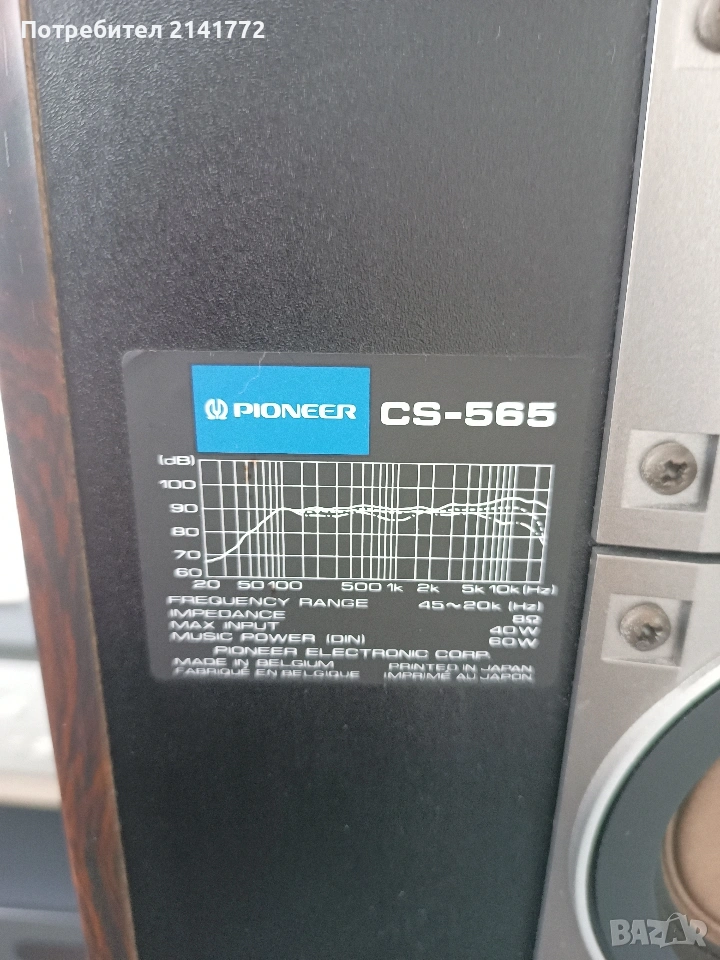 Потребител 2141772
PIONEER CS-565
(dB)
100
90
80
70
60
20 50 100 500 1k 2k 5k 10k (Hz)
FREQUENCY RANGE 45~20k (Hz)
IMPEDANCE 8Ω
MAX INPUT 40W
MUSIC POWER (DIN) 60W
PIONEER ELECTRONIC CORP.
MADE IN BELGIUM PRINTED IN JAPAN
FABRIQUÉ EN BELGIQUE IMPRIMÉ AU JAPON
BAZAR